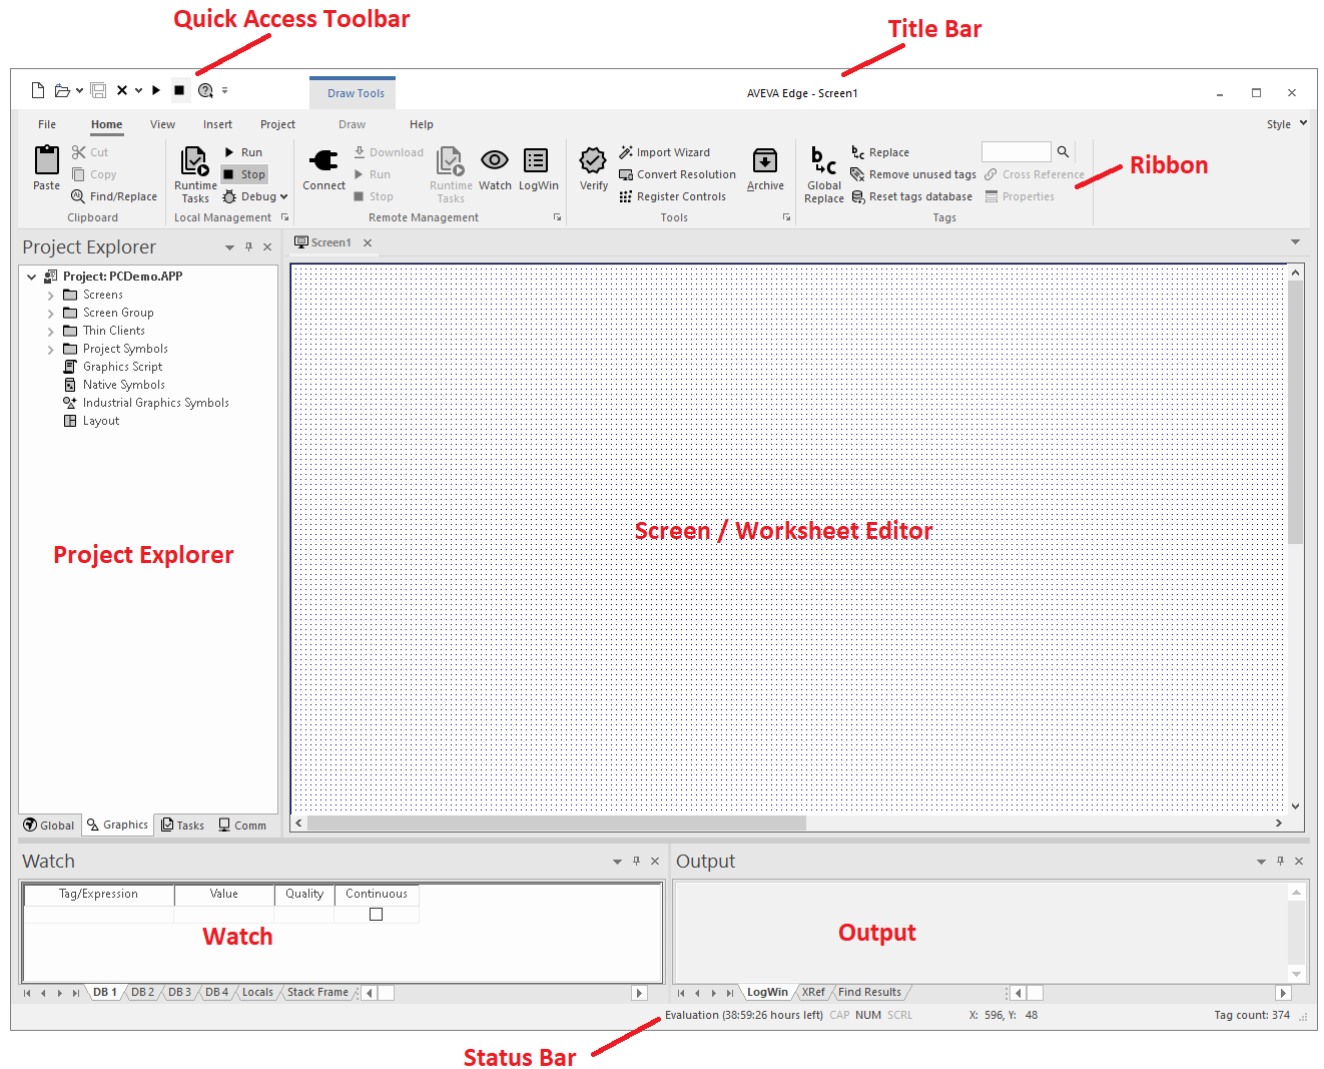 Quick Access Toolbar
Title Bar
Draw Tools
AVEVA Edge - Screen1
File Home View Insert Project Draw Help Style
Paste
Cut
Copy
Find/Replace
Clipboard
Runtime
Tasks
Run
Stop
Debug
Local Management
Connect
Download
Run
Stop
Runtime
Tasks
Watch
LogWin
Remote Management
Verify
Import Wizard
Convert Resolution
Register Controls
Archive
Tools
Global
Replace
Replace
Remove unused tags
Reset tags database
Cross Reference
Properties
Tags
Ribbon
Project Explorer
Screen1
Project: PCDemo.APP
Screens
Screen Group
Thin Clients
Project Symbols
Graphics Script
Native Symbols
Industrial Graphics Symbols
Layout
Project Explorer
Screen / Worksheet Editor
Global Graphics Tasks Comm
Watch
Tag/Expression Value Quality Continuous
Watch
DB 1 DB 2 DB 3 DB 4 Locals Stack Frame
Output
Output
LogWin XRef Find Results
Evaluation (38:59:26 hours left) CAP NUM SCRL X: 596, Y: 48 Tag count: 374
Status Bar